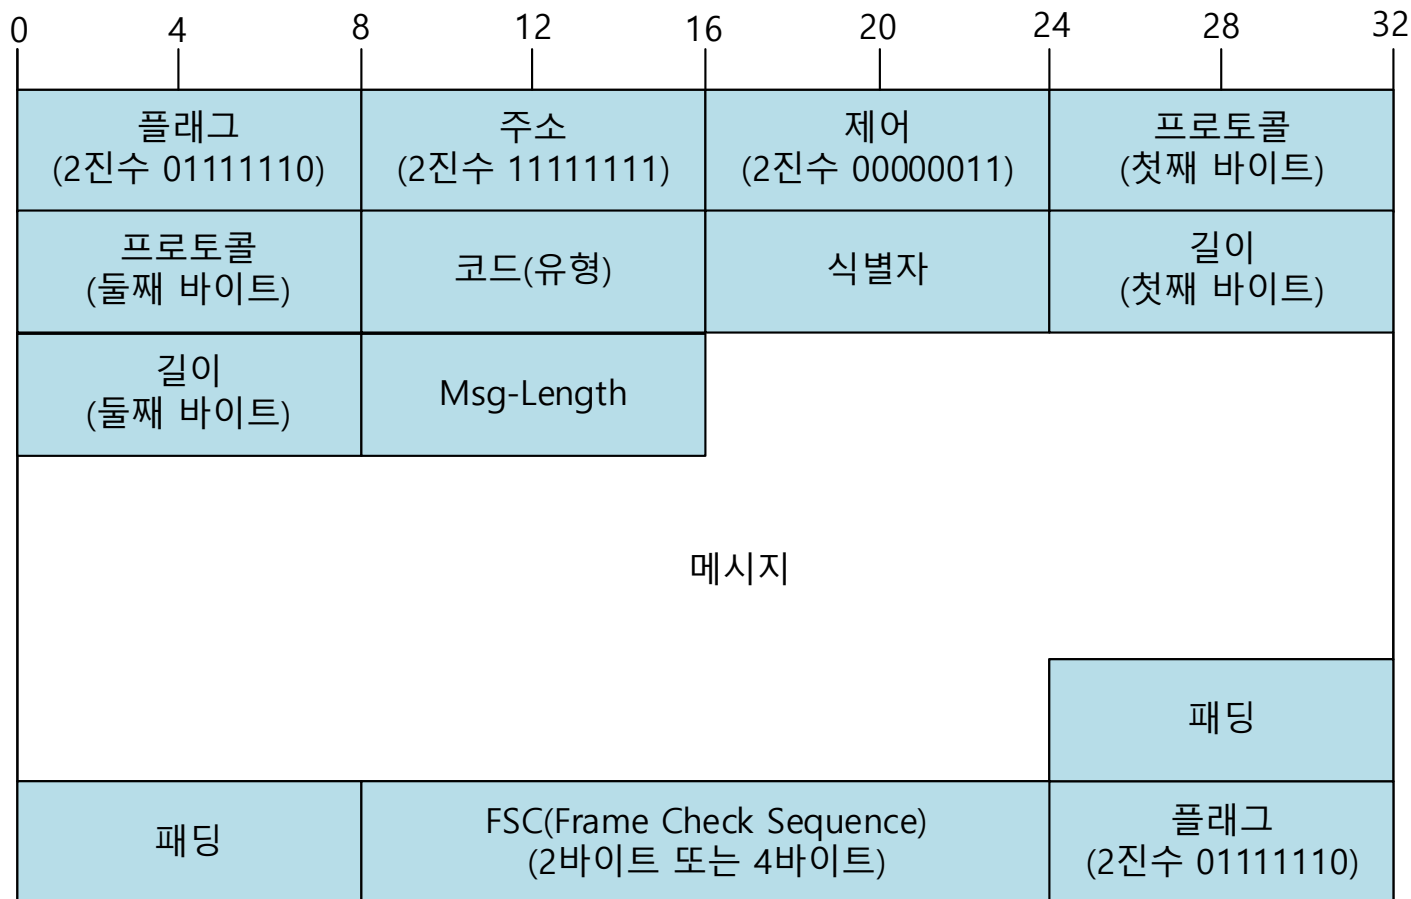 0 4 8 12 16 20 24 28 32
플래그 주소 제어 프로토콜
(2진수 01111110) (2진수 11111111) (2진수 00000011) (첫째 바이트)
프로토콜 코드(유형) 식별자 길이
(둘째 바이트) (첫째 바이트)
길이 Msg-Length
(둘째 바이트)
메시지
패딩
패딩 FSC(Frame Check Sequence) 플래그
(2바이트 또는 4바이트) (2진수 01111110)